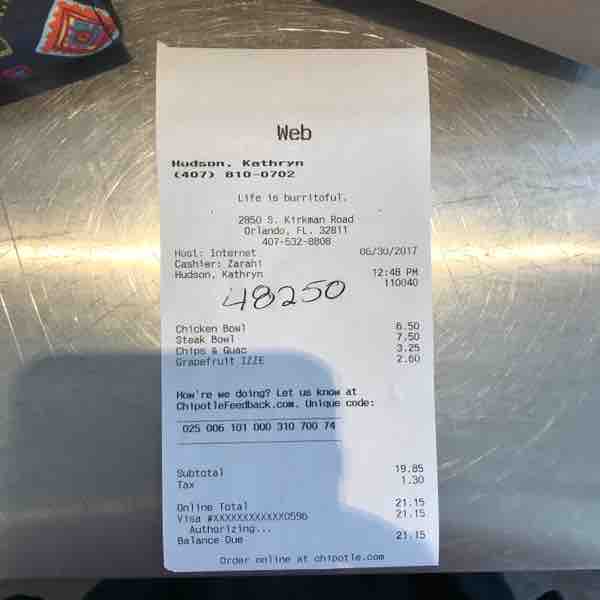 Web
Hudson, Kathryn
(407) 810-0702
Life is burritoful.
2850 S. Kirkman Road
Orlando, FL. 32811
407-532-8808
Host: Internet 06/30/2017
Cashier: Zarahi
Hudson, Kathryn 12:48 PM
110040
48250
Chicken Bowl 6.50
Steak Bowl 7.50
Chips & Guac 3.25
Grapefruit IZZE 2.60
How're we doing? Let us know at
ChipotleFeedback.com. Unique code:
025 006 101 000 310 700 74
Subtotal 19.85
Tax 1.30
Online Total 21.15
Visa #XXXXXXXXXXXX0596 21.15
Authorizing...
Balance Due 21.15
Order online at chipotle.com